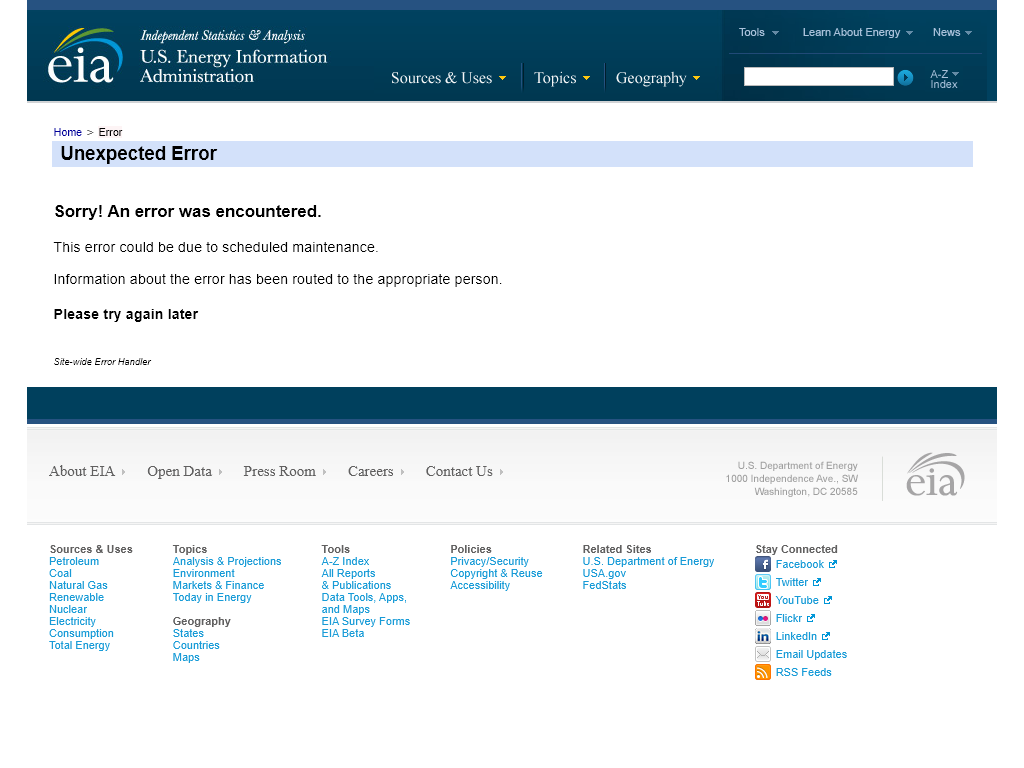 Independent Statistics & Analysis
eia
U.S. Energy Information
Administration
Sources & Uses
Topics
Geography
Tools
Learn About Energy
News
A-Z
Index
Home > Error
Unexpected Error
Sorry! An error was encountered.
This error could be due to scheduled maintenance.
Information about the error has been routed to the appropriate person.
Please try again later
Site-wide Error Handler
About EIA
Open Data
Press Room
Careers
Contact Us
U.S. Department of Energy
1000 Independence Ave., SW
Washington, DC 20585
eia
Sources & Uses
Petroleum
Coal
Natural Gas
Renewable
Nuclear
Electricity
Consumption
Total Energy
Topics
Analysis & Projections
Environment
Markets & Finance
Today in Energy
Geography
States
Countries
Maps
Tools
A-Z Index
All Reports
& Publications
Data Tools, Apps,
and Maps
EIA Survey Forms
EIA Beta
Policies
Privacy/Security
Copyright & Reuse
Accessibility
Related Sites
U.S. Department of Energy
USA.gov
FedStats
Stay Connected
Facebook
Twitter
You Tube YouTube
Flickr
in LinkedIn
Email Updates
RSS Feeds